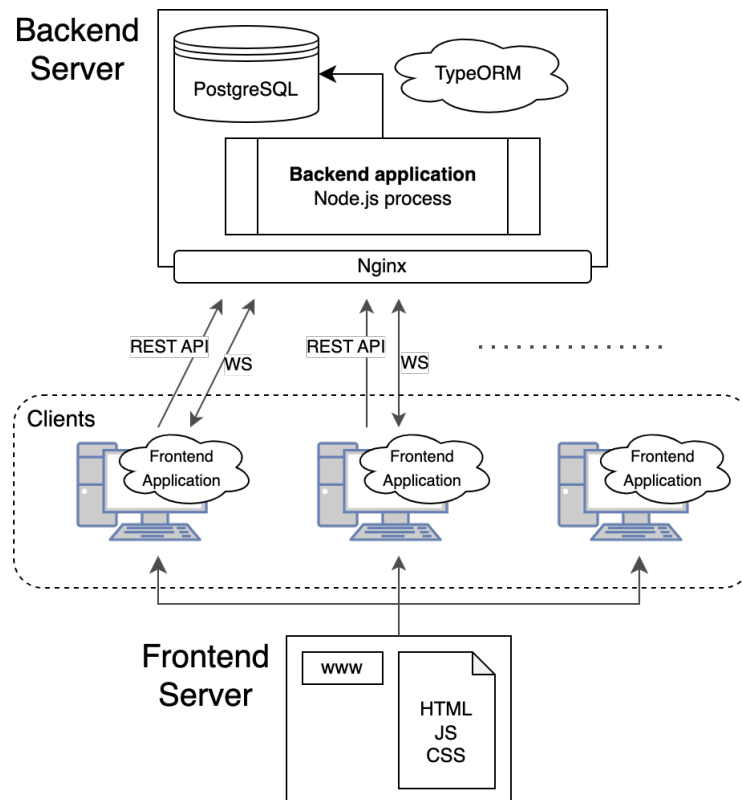 Backend
Server
PostgreSQL
TypeORM
Backend application
Node.js process
Nginx
REST API
WS
REST API
WS
Clients
Frontend
Application
Frontend
Application
Frontend
Application
Frontend
Server
www
HTML
JS
CSS